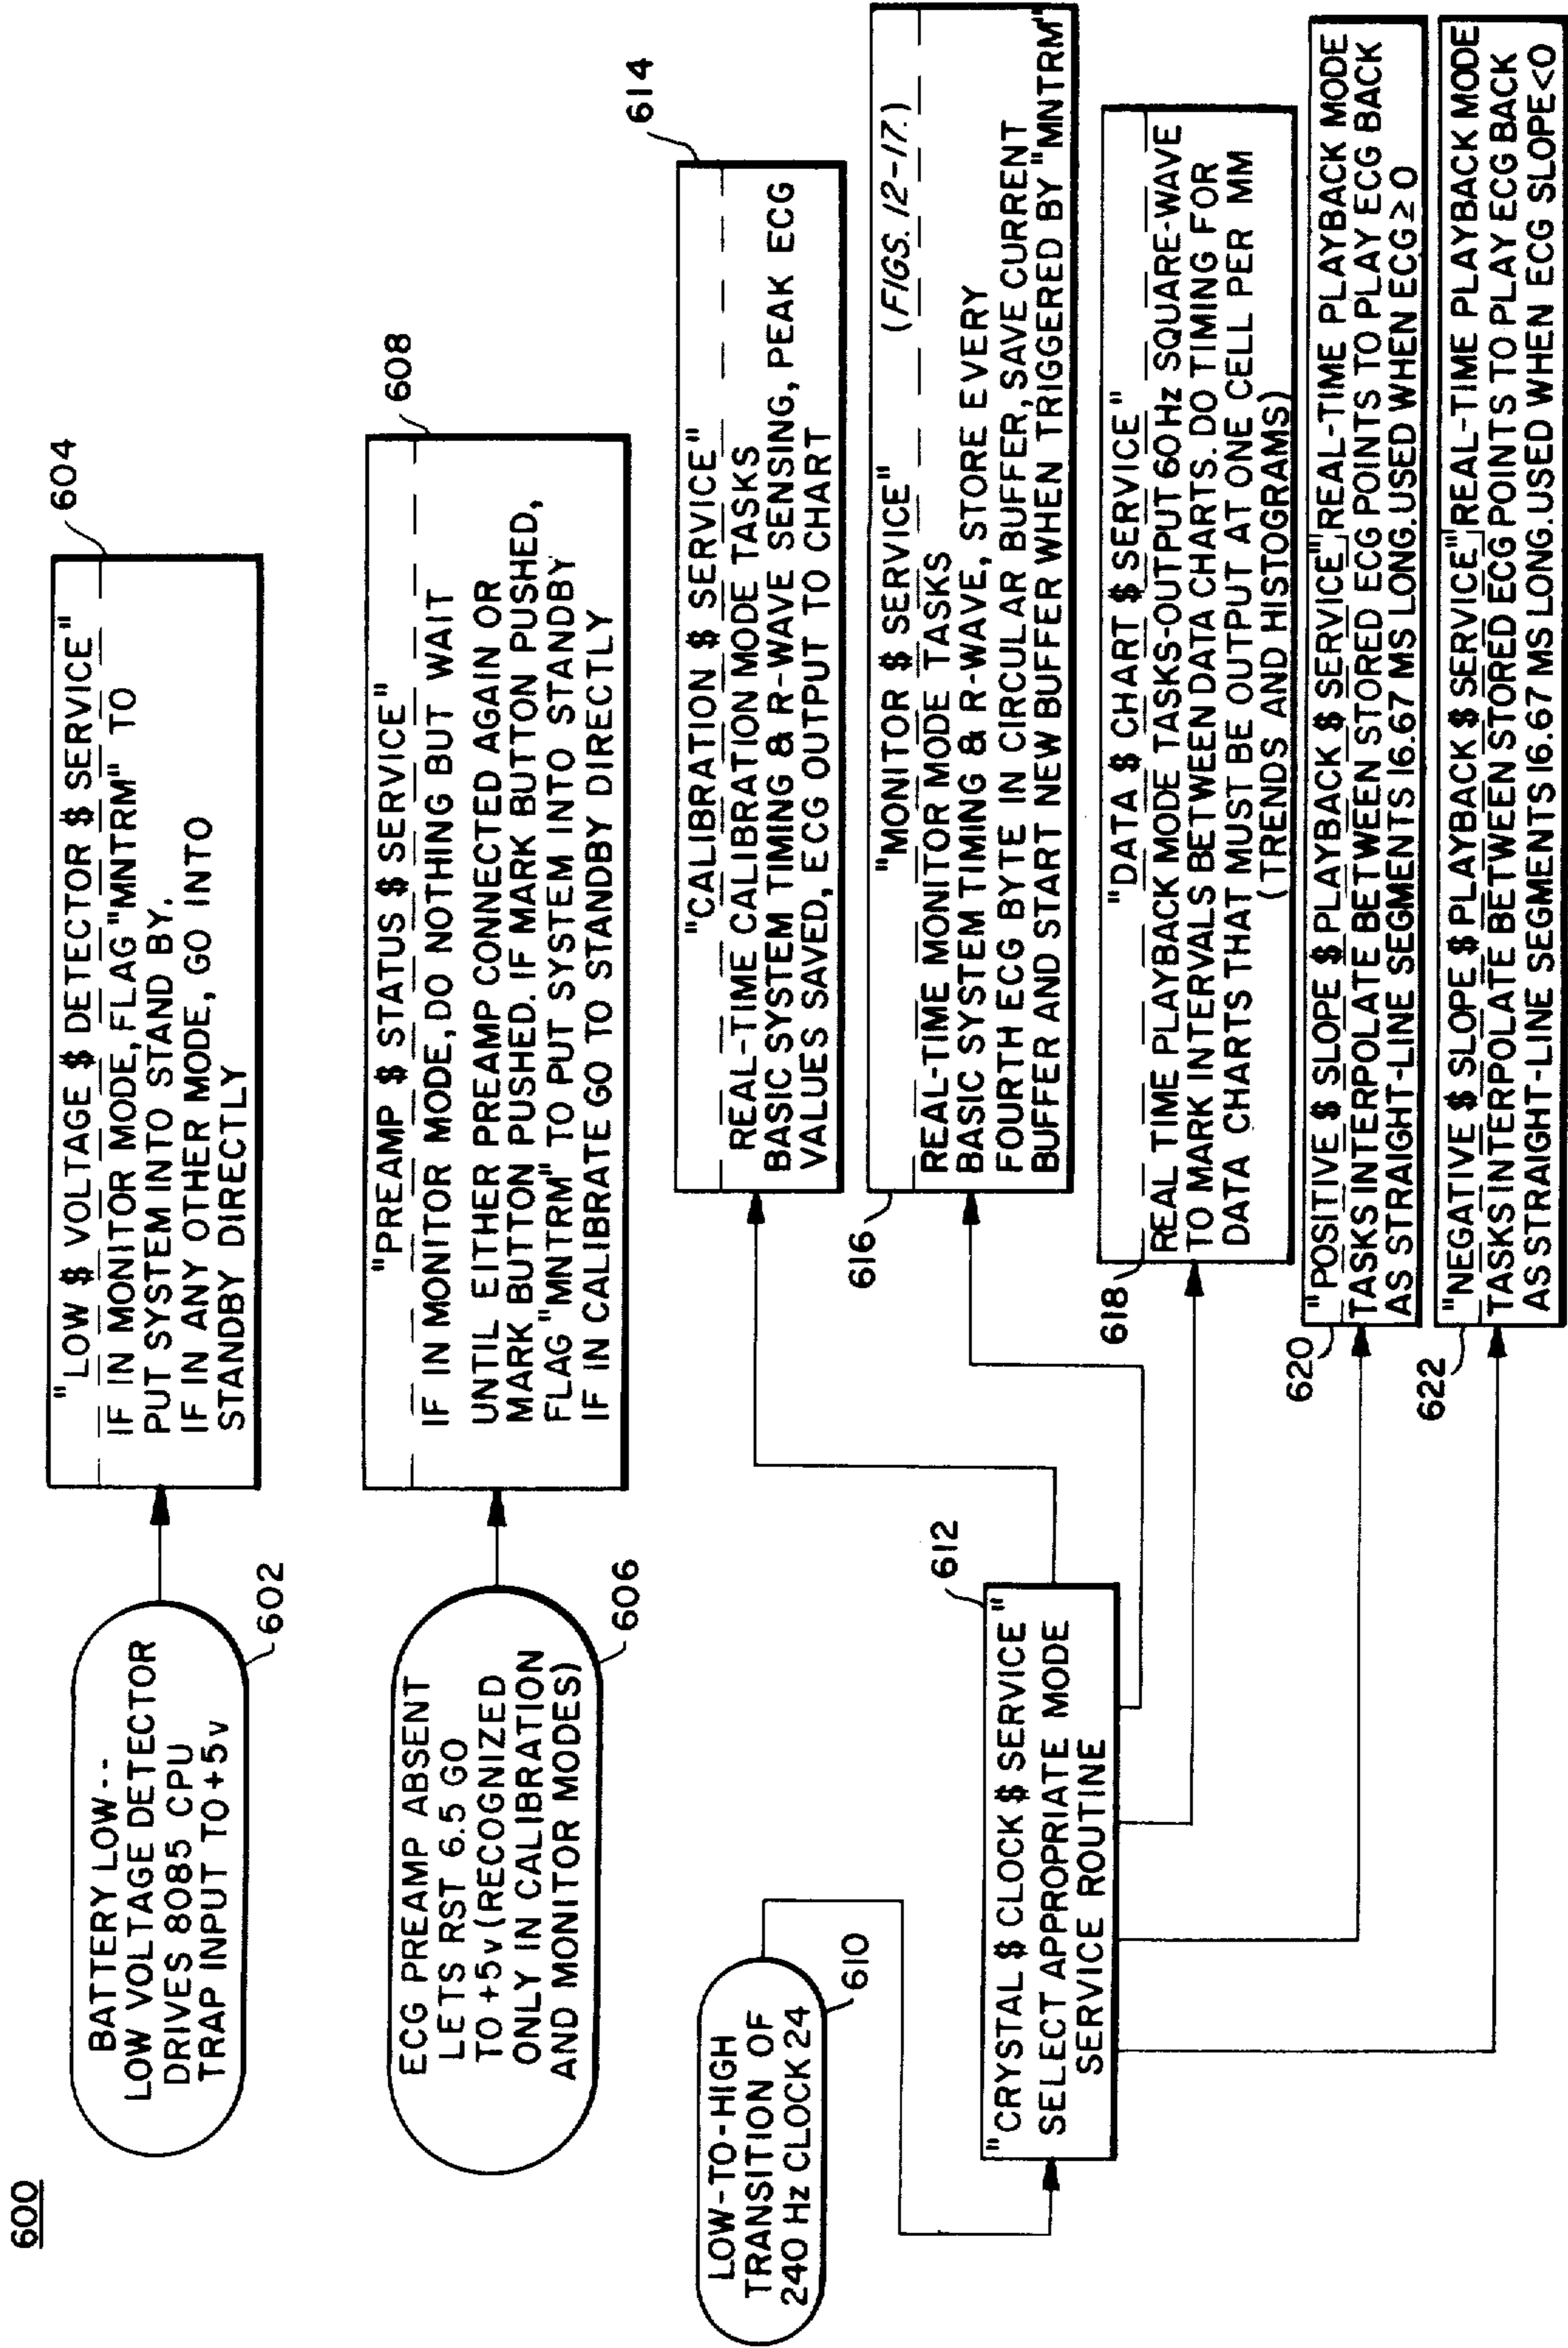 600
BATTERY LOW--
LOW VOLTAGE DETECTOR
DRIVES 8085 CPU
TRAP INPUT TO +5v
602
"LOW $ VOLTAGE $ DETECTOR $ SERVICE"
IF IN MONITOR MODE, FLAG "MNTRM" TO
PUT SYSTEM INTO STAND BY.
IF IN ANY OTHER MODE, GO INTO
STANDBY DIRECTLY
604
ECG PREAMP ABSENT
LETS RST 6.5 GO
TO +5v (RECOGNIZED
ONLY IN CALIBRATION
AND MONITOR MODES)
606
"PREAMP $ STATUS $ SERVICE"
IF IN MONITOR MODE, DO NOTHING BUT WAIT
UNTIL EITHER PREAMP CONNECTED AGAIN OR
MARK BUTTON PUSHED. IF MARK BUTTON PUSHED,
FLAG "MNTRM" TO PUT SYSTEM INTO STANDBY
IF IN CALIBRATE GO TO STANDBY DIRECTLY
608
LOW-TO-HIGH
TRANSITION OF
240 Hz CLOCK 24
610
"CRYSTAL $ CLOCK $ SERVICE"
SELECT APPROPRIATE MODE
SERVICE ROUTINE
612
"CALIBRATION $ SERVICE"
REAL-TIME CALIBRATION MODE TASKS
BASIC SYSTEM TIMING & R-WAVE SENSING, PEAK ECG
VALUES SAVED, ECG OUTPUT TO CHART
614
"MONITOR $ SERVICE" (FIGS. 12-17.)
REAL-TIME MONITOR MODE TASKS
BASIC SYSTEM TIMING & R-WAVE, STORE EVERY
FOURTH ECG BYTE IN CIRCULAR BUFFER, SAVE CURRENT
BUFFER AND START NEW BUFFER WHEN TRIGGERED BY "MNTRM"
616
"DATA $ CHART $ SERVICE"
REAL TIME PLAYBACK MODE TASKS-OUTPUT 60 Hz SQUARE-WAVE
TO MARK INTERVALS BETWEEN DATA CHARTS. DO TIMING FOR
DATA CHARTS THAT MUST BE OUTPUT AT ONE CELL PER MM
(TRENDS AND HISTOGRAMS)
618
"POSITIVE $ SLOPE $ PLAYBACK $ SERVICE" REAL-TIME PLAYBACK MODE
TASKS INTERPOLATE BETWEEN STORED ECG POINTS TO PLAY ECG BACK
AS STRAIGHT-LINE SEGMENTS 16.67 MS LONG. USED WHEN ECG ≥ 0
620
"NEGATIVE $ SLOPE $ PLAYBACK $ SERVICE" REAL-TIME PLAYBACK MODE
TASKS INTERPOLATE BETWEEN STORED ECG POINTS TO PLAY ECG BACK
AS STRAIGHT-LINE SEGMENTS 16.67 MS LONG. USED WHEN ECG SLOPE<0
622